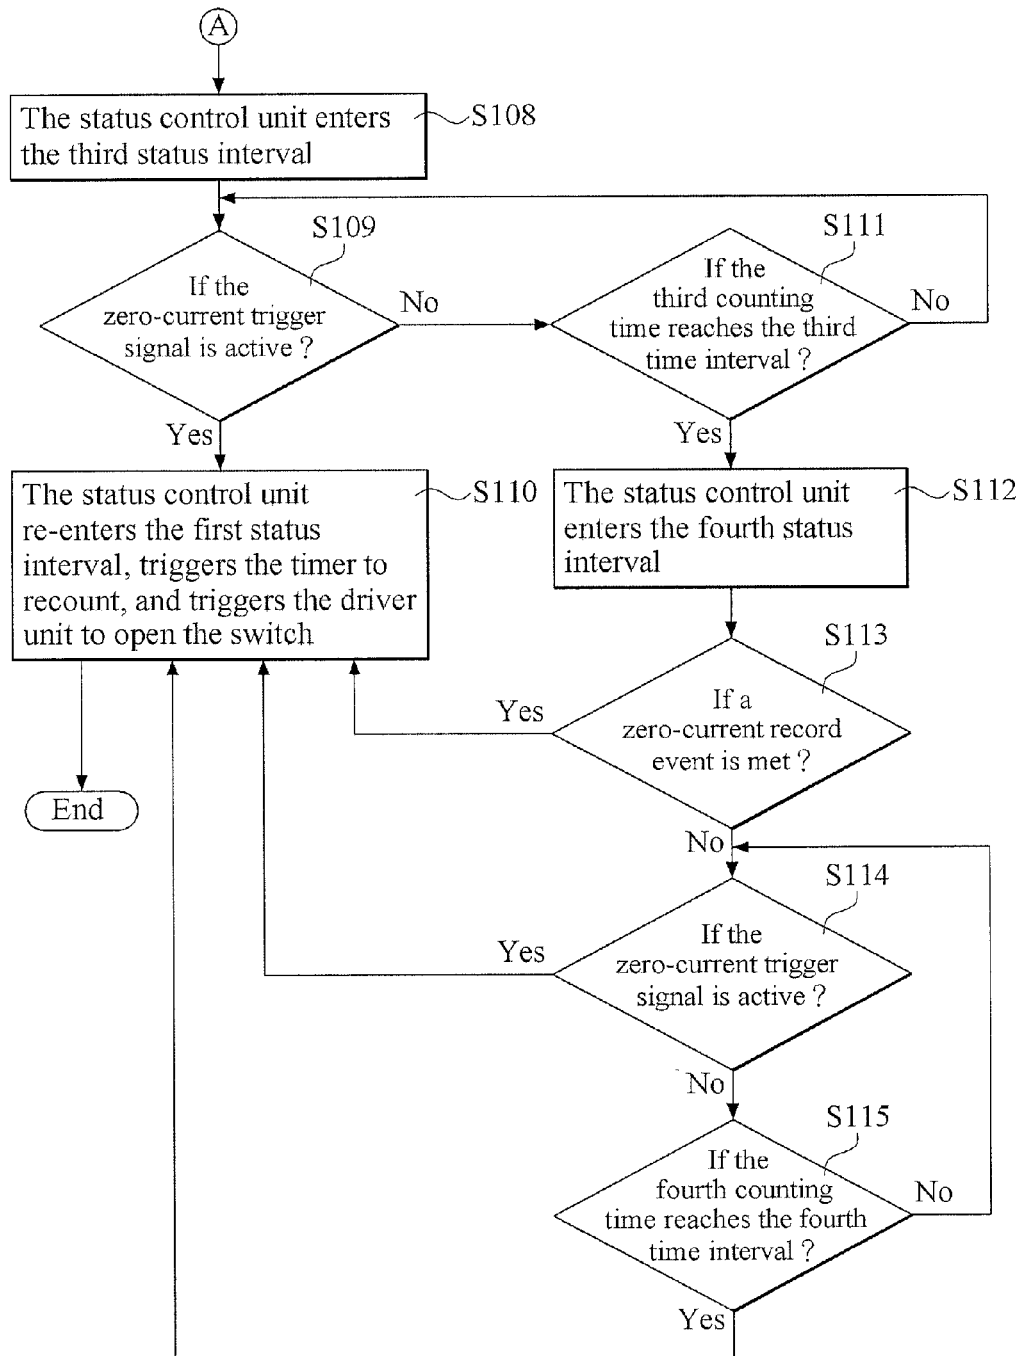 A
The status control unit enters
the third status interval
S108
S109
If the
zero-current trigger
signal is active ?
No
Yes
S111
If the
third counting
time reaches the third
time interval ?
No
Yes
The status control unit
re-enters the first status
interval, triggers the timer to
recount, and triggers the driver
unit to open the switch
S110
The status control unit
enters the fourth status
interval
S112
End
S113
If a
zero-current record
event is met ?
Yes
No
S114
If the
zero-current trigger
signal is active ?
Yes
No
S115
If the
fourth counting
time reaches the fourth
time interval ?
No
Yes